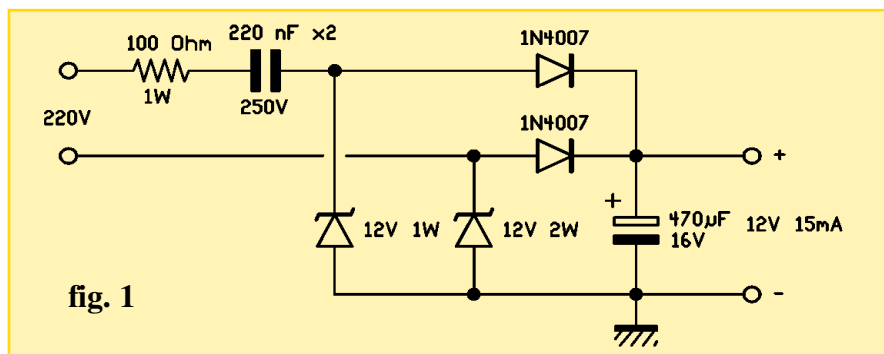 220 nF x2
100 Ohm
1W
250V
1N4007
220V
1N4007
+
+
12V 1W
12V 2W
470µF
16V
12V 15mA
fig. 1
-